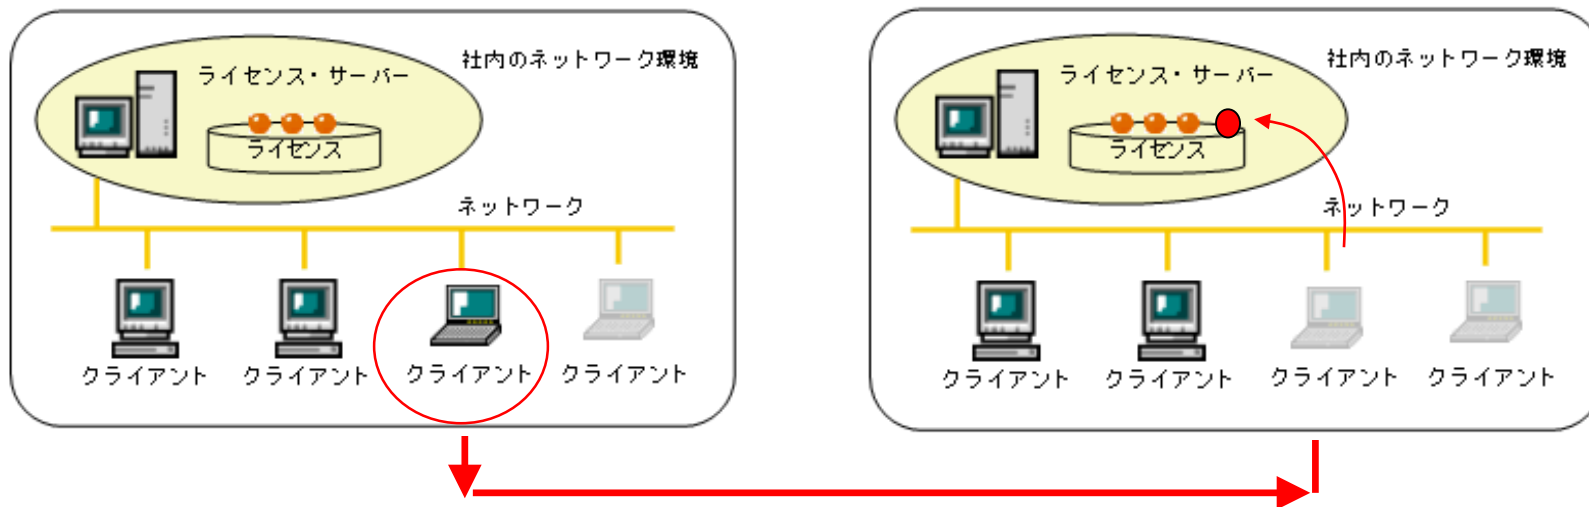 社内のネットワーク環境
ライセンス・サーバー
ライセンス
ネットワーク
クライアント クライアント クライアント クライアント
社内のネットワーク環境
ライセンス・サーバー
ライセンス
ネットワーク
クライアント クライアント クライアント クライアント